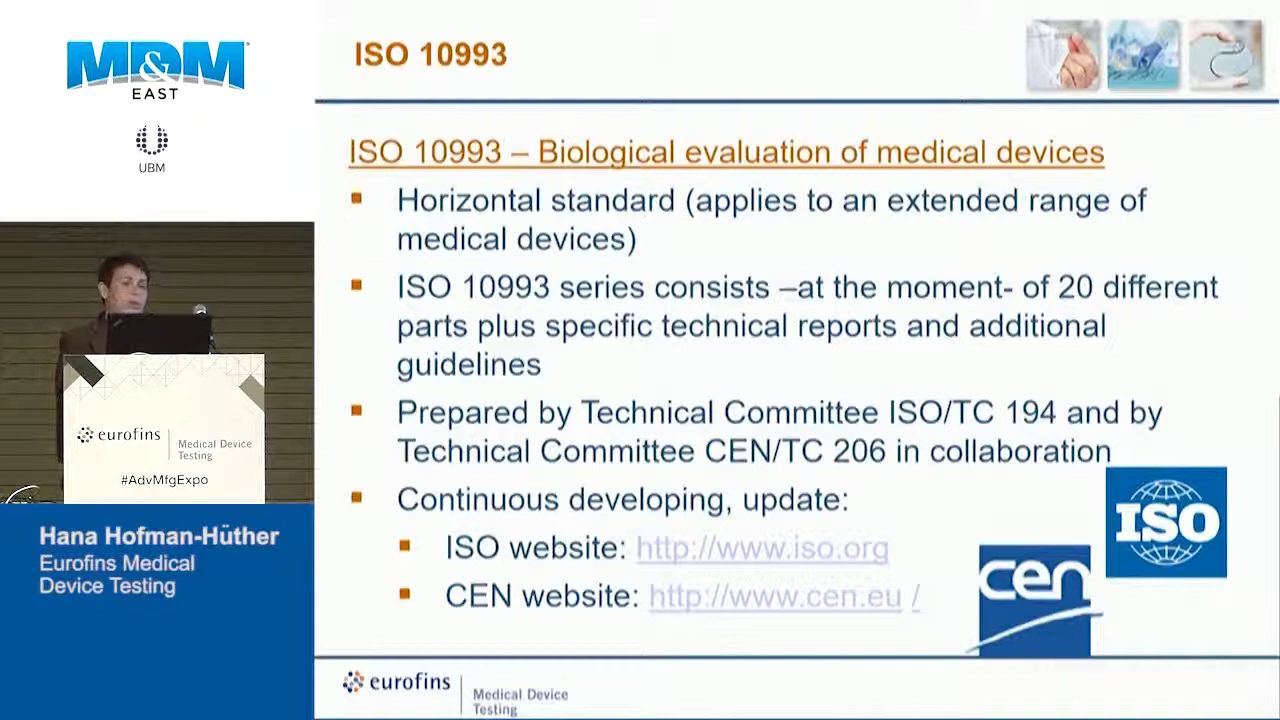 MDM
&
EAST
UBM
eurofins
Medical Device
Testing
#AdvMfgExpo
Hana Hofman-Hüther
Eurofins Medical
Device Testing
ISO 10993
ISO 10993 – Biological evaluation of medical devices
Horizontal standard (applies to an extended range of
medical devices)
ISO 10993 series consists –at the moment- of 20 different
parts plus specific technical reports and additional
guidelines
Prepared by Technical Committee ISO/TC 194 and by
Technical Committee CEN/TC 206 in collaboration
Continuous developing, update:
ISO website: http://www.iso.org
CEN website: http://www.cen.eu /
ISO
cen
eurofins
Medical Device
Testing